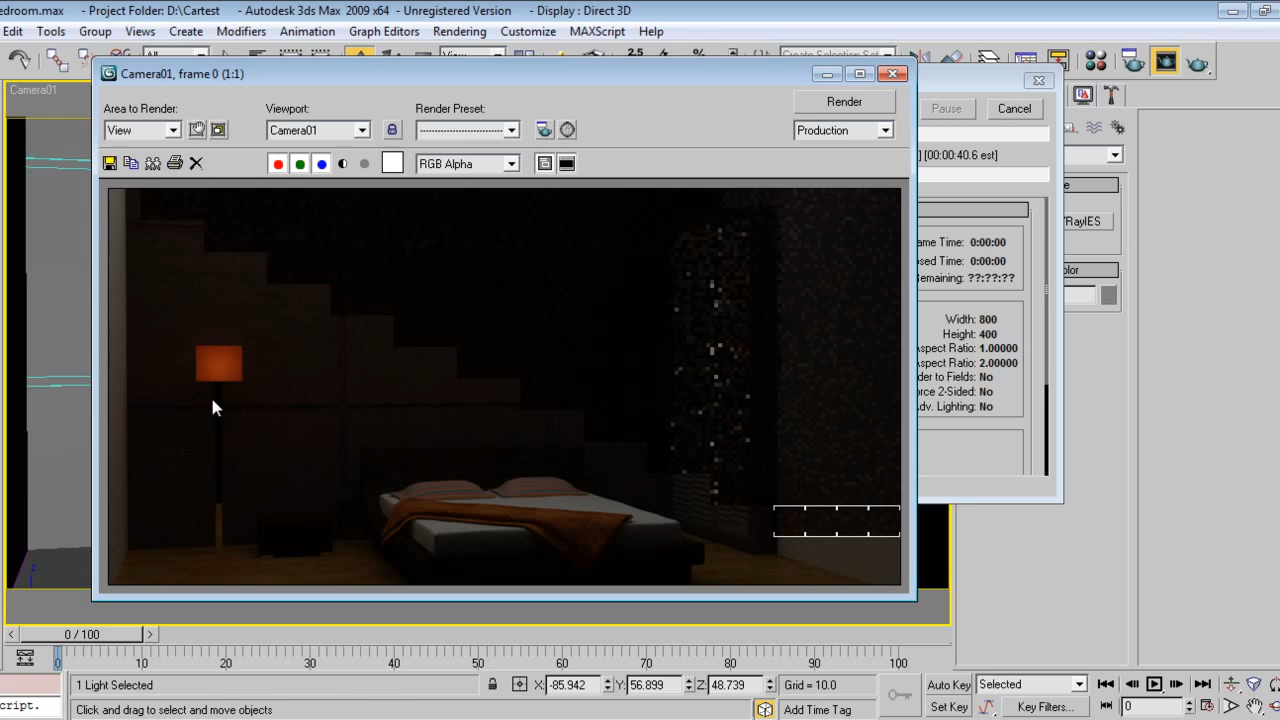 edroom.max - Project Folder: D:\Cartest - Autodesk 3ds Max 2009 x64 - Unregistered Version - Display : Direct 3D
Edit Tools Group Views Create Modifiers Animation Graph Editors Rendering Customize MAXScript Help
Camera01, frame 0 (1:1)
Camera01
Area to Render: Viewport: Render Preset: Render Pause Cancel
View Camera01 Production
] [00:00:40.6 est]
RGB Alpha
RayIES
ame Time: 0:00:00
osed Time: 0:00:00
Remaining: ??:??:??
olor
Width: 800
Height: 400
Aspect Ratio: 1.00000
Aspect Ratio: 2.00000
der to Fields: No
orce 2-Sided: No
Adv. Lighting: No
z
0 / 100
0 10 20 30 40 50 60 70 80 90 100
1 Light Selected X: -85.942 Y: 56.899 Z: 48.739 Grid = 10.0 Auto Key Selected
script. Click and drag to select and move objects Add Time Tag Set Key Key Filters... 0